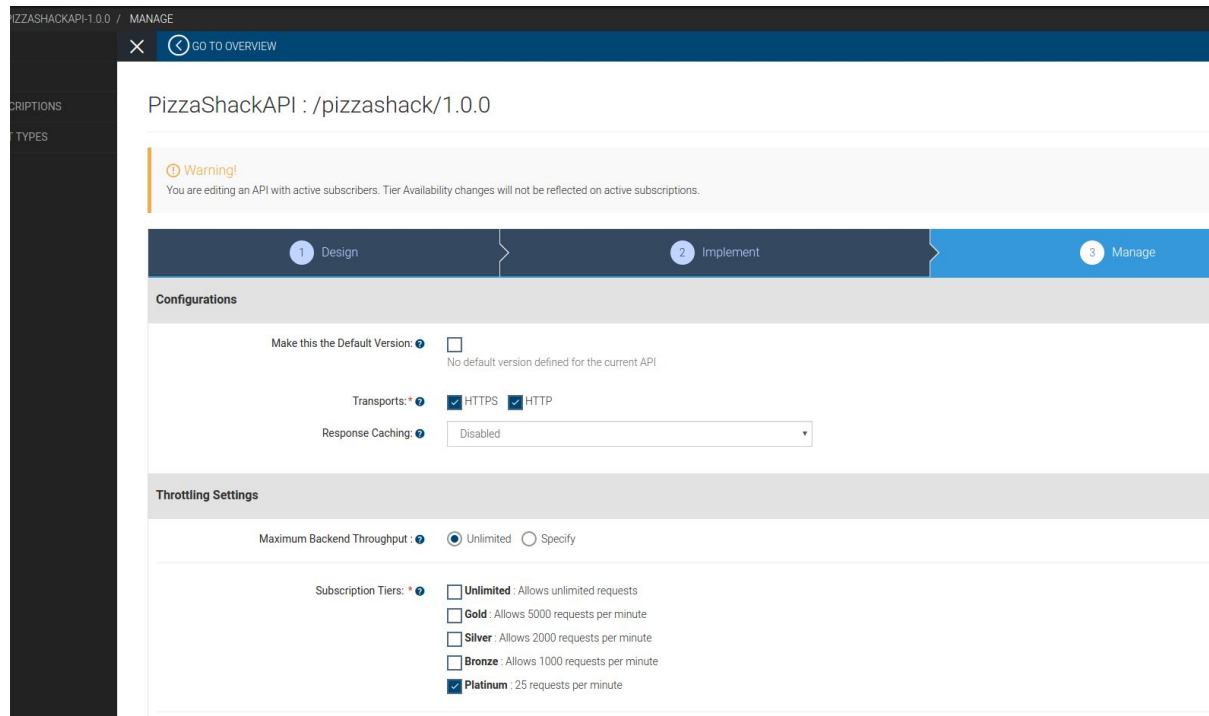 PIZZASHACKAPI-1.0.0 / MANAGE
GO TO OVERVIEW
CRIPTIONS
T TYPES
PizzaShackAPI : /pizzashack/1.0.0
Warning!
You are editing an API with active subscribers. Tier Availability changes will not be reflected on active subscriptions.
1 Design
2 Implement
3 Manage
Configurations
Make this the Default Version:
No default version defined for the current API
Transports:* HTTPS HTTP
Response Caching: Disabled
Throttling Settings
Maximum Backend Throughput : Unlimited Specify
Subscription Tiers: * Unlimited : Allows unlimited requests
Gold : Allows 5000 requests per minute
Silver : Allows 2000 requests per minute
Bronze : Allows 1000 requests per minute
Platinum : 25 requests per minute